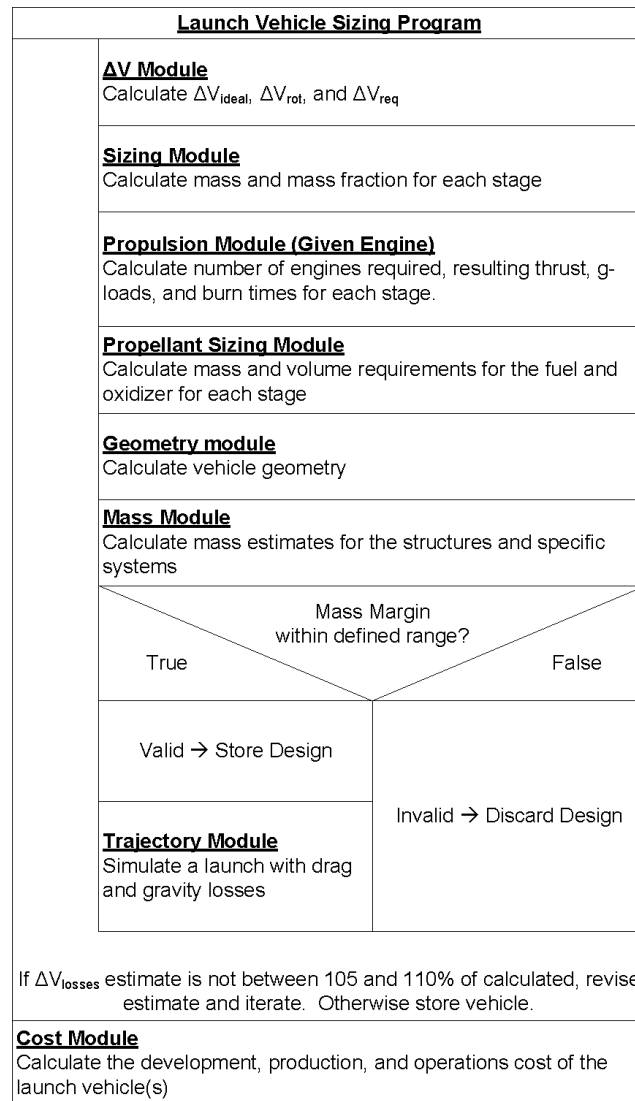 Launch Vehicle Sizing Program
ΔV Module
Calculate ΔVideal, ΔVrot, and ΔVreq
Sizing Module
Calculate mass and mass fraction for each stage
Propulsion Module (Given Engine)
Calculate number of engines required, resulting thrust, g-
loads, and burn times for each stage.
Propellant Sizing Module
Calculate mass and volume requirements for the fuel and
oxidizer for each stage
Geometry module
Calculate vehicle geometry
Mass Module
Calculate mass estimates for the structures and specific
systems
Mass Margin
within defined range?
True
False
Valid → Store Design
Invalid → Discard Design
Trajectory Module
Simulate a launch with drag
and gravity losses
If ΔVlosses estimate is not between 105 and 110% of calculated, revise
estimate and iterate.  Otherwise store vehicle.
Cost Module
Calculate the development, production, and operations cost of the
launch vehicle(s)